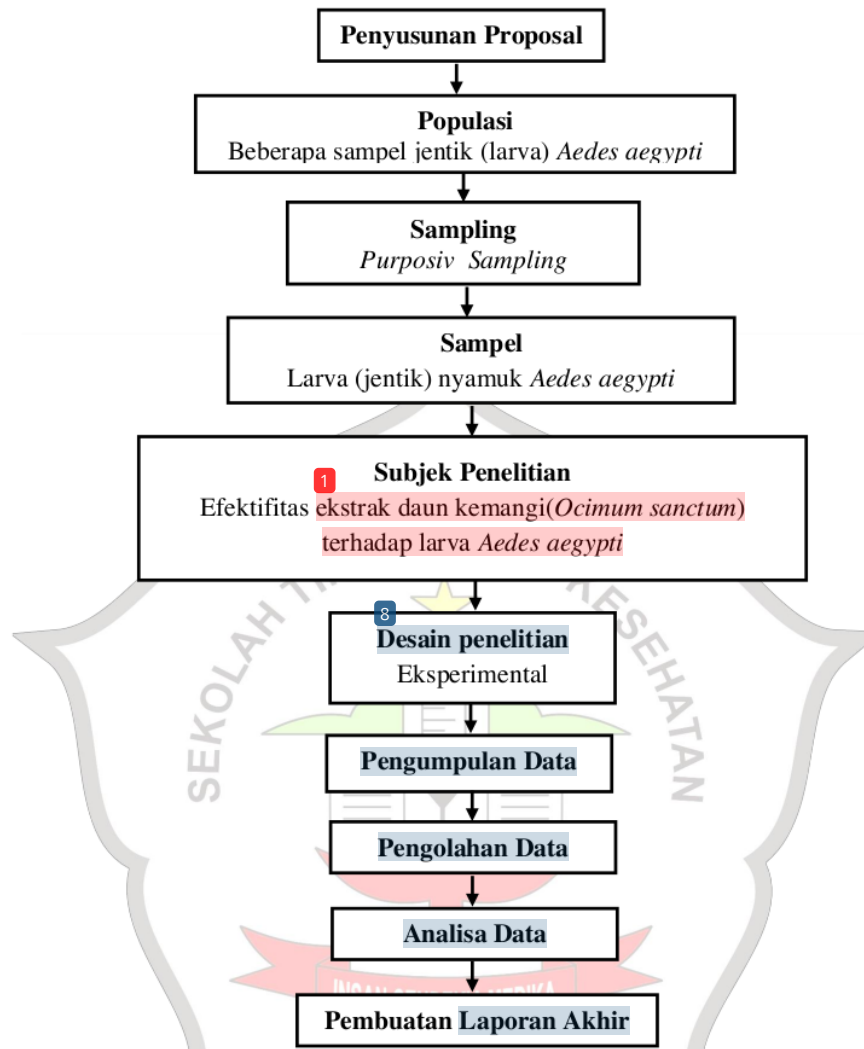 Penyusunan Proposal
Populasi
Beberapa sampel jentik (larva) Aedes aegypti
Sampling
Purposiv Sampling
Sampel
Larva (jentik) nyamuk Aedes aegypti
Subjek Penelitian
1
Efektifitas ekstrak daun kemangi(Ocimum sanctum)
terhadap larva Aedes aegypti
SEKOLAH KESEHATAN
8
Desain penelitian
Eksperimental
Pengumpulan Data
Pengolahan Data
Analisa Data
Pembuatan Laporan Akhir